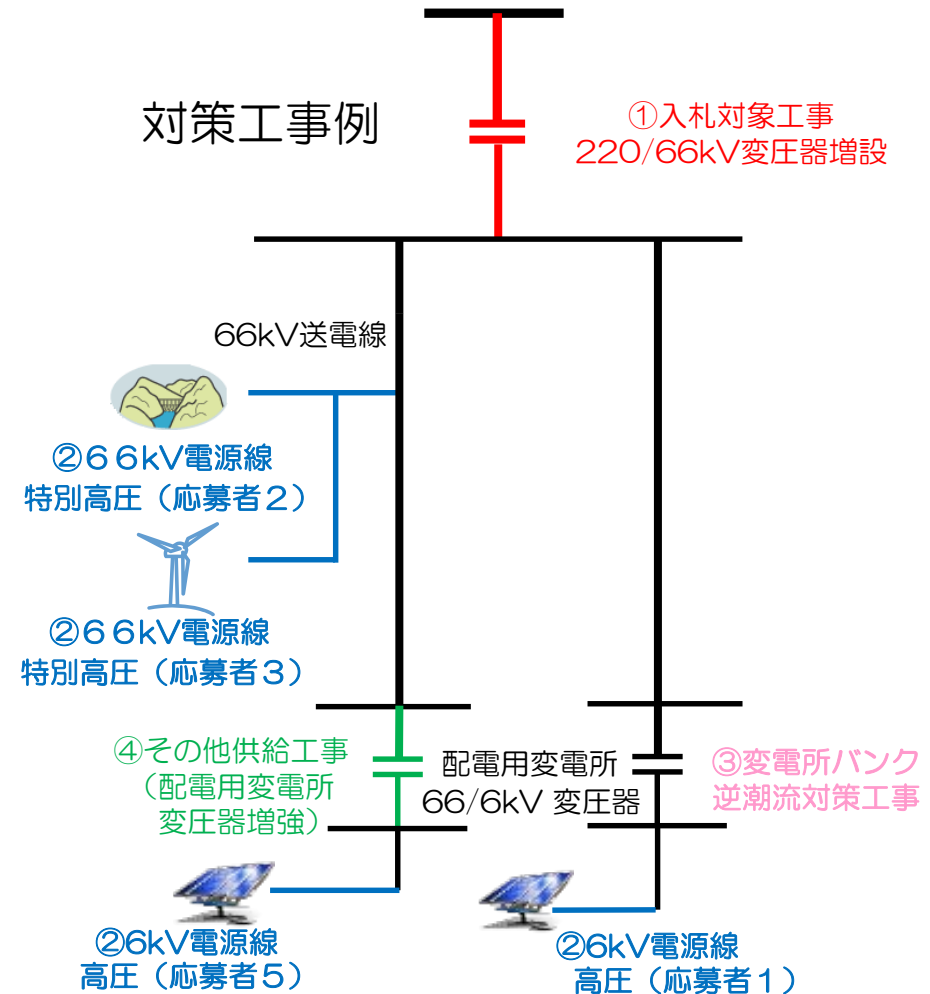 対策工事例
①入札対象工事
220/66kV変圧器増設
66kV送電線
②66kV電源線
特別高圧（応募者2）
②66kV電源線
特別高圧（応募者3）
④その他供給工事
（配電用変電所
変圧器増強）
配電用変電所
66/6kV 変圧器
③変電所バンク
逆潮流対策工事
②6kV電源線
高圧（応募者5）
②6kV電源線
高圧（応募者1）